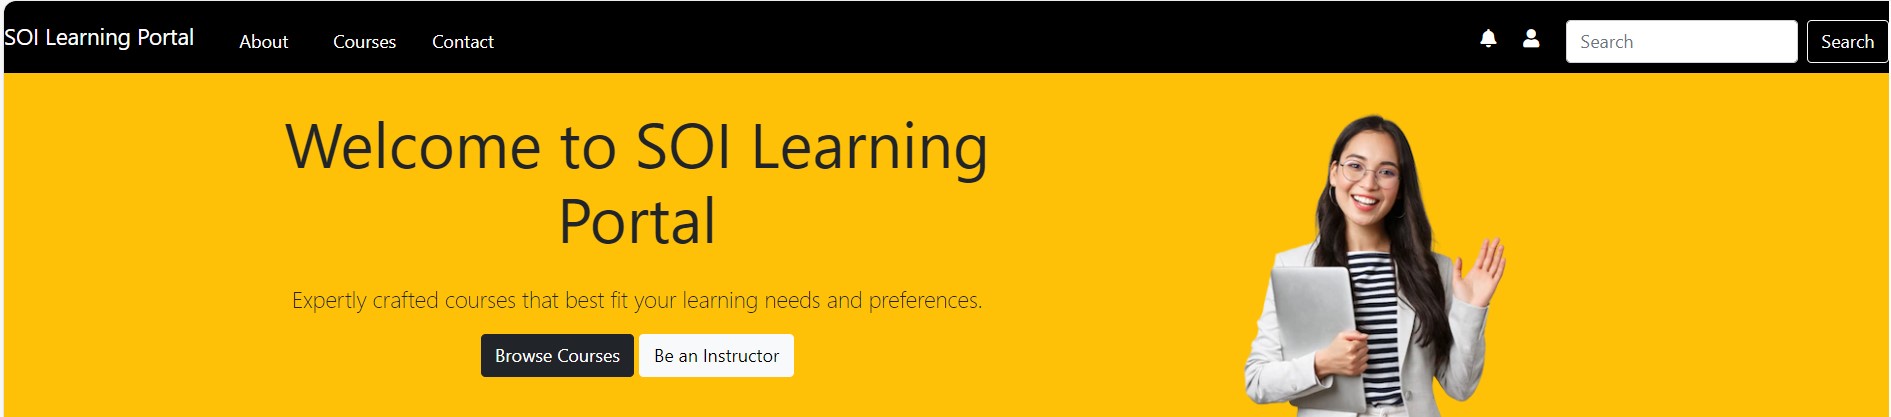 SOI Learning Portal About Courses Contact Search Search
Welcome to SOI Learning
Portal
Expertly crafted courses that best fit your learning needs and preferences.
Browse Courses Be an Instructor